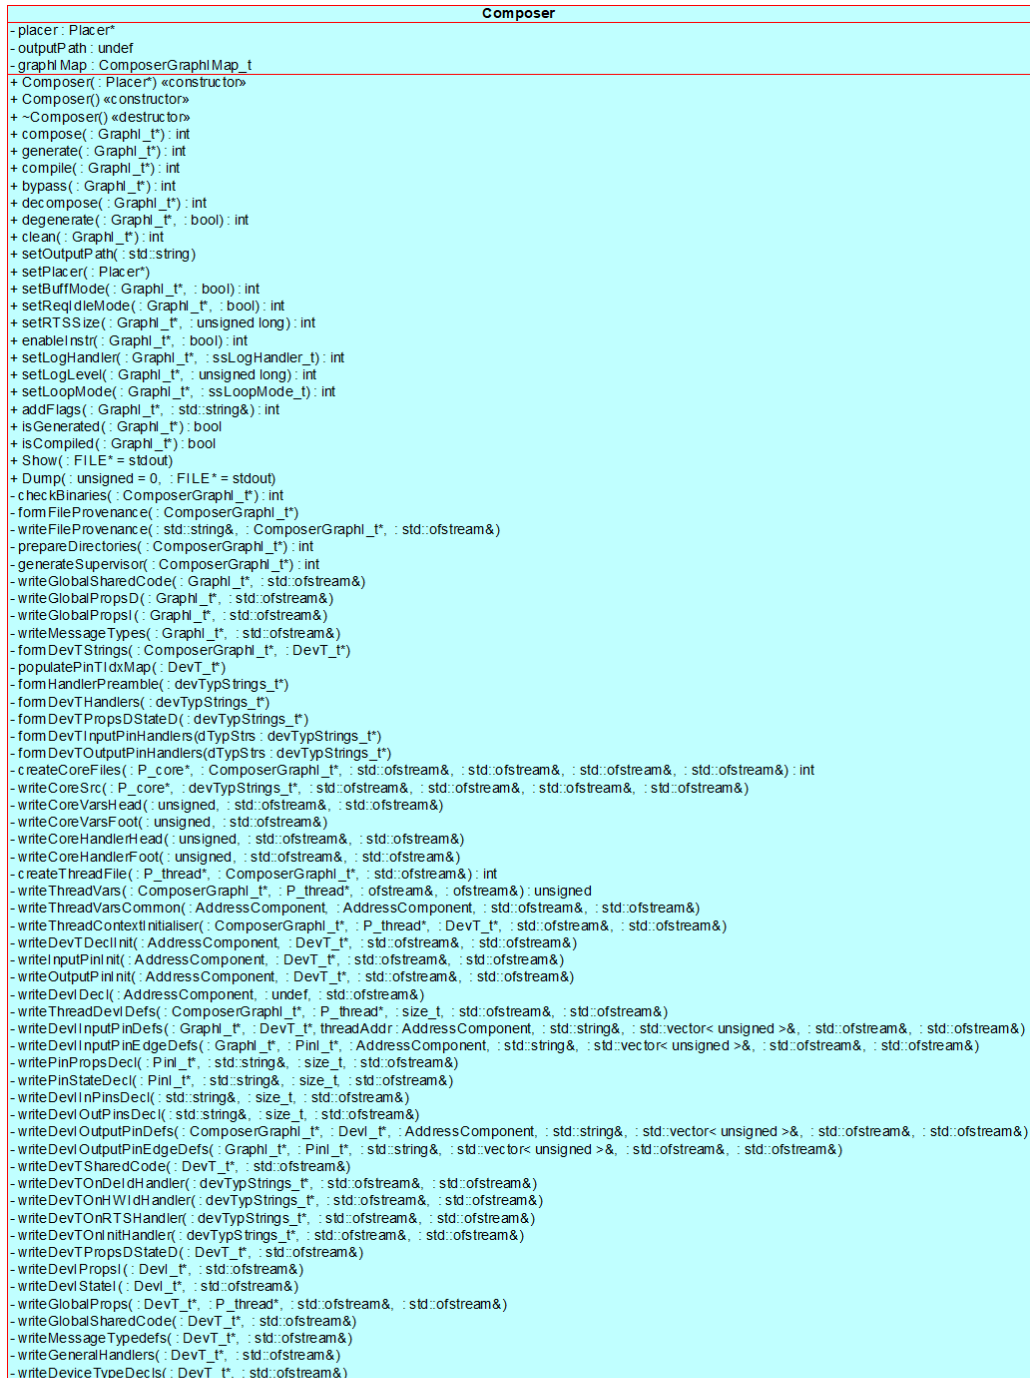 Composer
- placer : Placer*
- outputPath : undef
- graphIMap : ComposerGraphIMap_t
+ Composer( : Placer*) «constructor»
+ Composer() «constructor»
+ ~Composer() «destructor»
+ compose( : GraphI_t*) : int
+ generate( : GraphI_t*) : int
+ compile( : GraphI_t*) : int
+ bypass( : GraphI_t*) : int
+ decompose( : GraphI_t*) : int
+ degenerate( : GraphI_t*, : bool) : int
+ clean( : GraphI_t*) : int
+ setOutputPath( : std::string)
+ setPlacer( : Placer*)
+ setBuffMode( : GraphI_t*, : bool) : int
+ setReqIdleMode( : GraphI_t*, : bool) : int
+ setRTSSize( : GraphI_t*, : unsigned long) : int
+ enableInstr( : GraphI_t*, : bool) : int
+ setLogHandler( : GraphI_t*, : ssLogHandler_t) : int
+ setLogLevel( : GraphI_t*, : unsigned long) : int
+ setLoopMode( : GraphI_t*, : ssLoopMode_t) : int
+ addFlags( : GraphI_t*, : std::string&) : int
+ isGenerated( : GraphI_t*) : bool
+ isCompiled( : GraphI_t*) : bool
+ Show( : FILE* = stdout)
+ Dump( : unsigned = 0, : FILE* = stdout)
- checkBinaries( : ComposerGraphI_t*) : int
- formFileProvenance( : ComposerGraphI_t*)
- writeFileProvenance( : std::string&, : ComposerGraphI_t*, : std::ofstream&)
- prepareDirectories( : ComposerGraphI_t*) : int
- generateSupervisor( : ComposerGraphI_t*) : int
- writeGlobalSharedCode( : GraphI_t*, : std::ofstream&)
- writeGlobalPropsD( : GraphI_t*, : std::ofstream&)
- writeGlobalPropsI( : GraphI_t*, : std::ofstream&)
- writeMessageTypes( : GraphI_t*, : std::ofstream&)
- formDevTStrings( : ComposerGraphI_t*, : DevT_t*)
- populatePinTIdxMap( : DevT_t*)
- formHandlerPreamble( : devTypStrings_t*)
- formDevTHandlers( : devTypStrings_t*)
- formDevTPropsDStateD( : devTypStrings_t*)
- formDevTInputPinHandlers(dTypStrs : devTypStrings_t*)
- formDevTOutputPinHandlers(dTypStrs : devTypStrings_t*)
- createCoreFiles( : P_core*, : ComposerGraphI_t*, : std::ofstream&, : std::ofstream&, : std::ofstream&, : std::ofstream&) : int
- writeCoreSrc( : P_core*, : devTypStrings_t*, : std::ofstream&, : std::ofstream&, : std::ofstream&, : std::ofstream&)
- writeCoreVarsHead( : unsigned, : std::ofstream&, : std::ofstream&)
- writeCoreVarsFoot( : unsigned, : std::ofstream&)
- writeCoreHandlerHead( : unsigned, : std::ofstream&, : std::ofstream&)
- writeCoreHandlerFoot( : unsigned, : std::ofstream&, : std::ofstream&)
- createThreadFile( : P_thread*, : ComposerGraphI_t*, : std::ofstream&) : int
- writeThreadVars( : ComposerGraphI_t*, : P_thread*, : ofstream&, : ofstream&) : unsigned
- writeThreadVarsCommon( : AddressComponent, : AddressComponent, : std::ofstream&, : std::ofstream&)
- writeThreadContextInitialiser( : ComposerGraphI_t*, : P_thread*, : DevT_t*, : std::ofstream&, : std::ofstream&)
- writeDevTDeclInit( : AddressComponent, : DevT_t*, : std::ofstream&, : std::ofstream&)
- writeInputPinInit( : AddressComponent, : DevT_t*, : std::ofstream&, : std::ofstream&)
- writeOutputPinInit( : AddressComponent, : DevT_t*, : std::ofstream&, : std::ofstream&)
- writeDevIDecl( : AddressComponent, : undef, : std::ofstream&)
- writeThreadDevIDefs( : ComposerGraphI_t*, : P_thread*, : size_t, : std::ofstream&, : std::ofstream&)
- writeDevIInputPinDefs( : GraphI_t*, : DevT_t*, threadAddr : AddressComponent, : std::string&, : std::vector< unsigned >&, : std::ofstream&, : std::ofstream&)
- writeDevIInputPinEdgeDefs( : GraphI_t*, : PinI_t*, : AddressComponent, : std::string&, : std::vector< unsigned >&, : std::ofstream&, : std::ofstream&)
- writePinPropsDecl( : PinI_t*, : std::string&, : size_t, : std::ofstream&)
- writePinStateDecl( : PinI_t*, : std::string&, : size_t, : std::ofstream&)
- writeDevIInPinsDecl( : std::string&, : size_t, : std::ofstream&)
- writeDevIOutPinsDecl( : std::string&, : size_t, : std::ofstream&)
- writeDevIOutputPinDefs( : ComposerGraphI_t*, : DevI_t*, : AddressComponent, : std::string&, : std::vector< unsigned >&, : std::ofstream&, : std::ofstream&)
- writeDevIOutputPinEdgeDefs( : GraphI_t*, : PinI_t*, : std::string&, : std::vector< unsigned >&, : std::ofstream&, : std::ofstream&)
- writeDevTSharedCode( : DevT_t*, : std::ofstream&)
- writeDevTOnDeIdHandler( : devTypStrings_t*, : std::ofstream&, : std::ofstream&)
- writeDevTOnHWIdHandler( : devTypStrings_t*, : std::ofstream&, : std::ofstream&)
- writeDevTOnRTSHandler( : devTypStrings_t*, : std::ofstream&, : std::ofstream&)
- writeDevTOnInitHandler( : devTypStrings_t*, : std::ofstream&, : std::ofstream&)
- writeDevTPropsDStateD( : DevT_t*, : std::ofstream&)
- writeDevIPropsI( : DevI_t*, : std::ofstream&)
- writeDevIStateI( : DevI_t*, : std::ofstream&)
- writeGlobalProps( : DevT_t*, : P_thread*, : std::ofstream&, : std::ofstream&)
- writeGlobalSharedCode( : DevT_t*, : std::ofstream&)
- writeMessageTypedefs( : DevT_t*, : std::ofstream&)
- writeGeneralHandlers( : DevT_t*, : std::ofstream&)
- writeDeviceTypeDecls( : DevT_t*, : std::ofstream&)